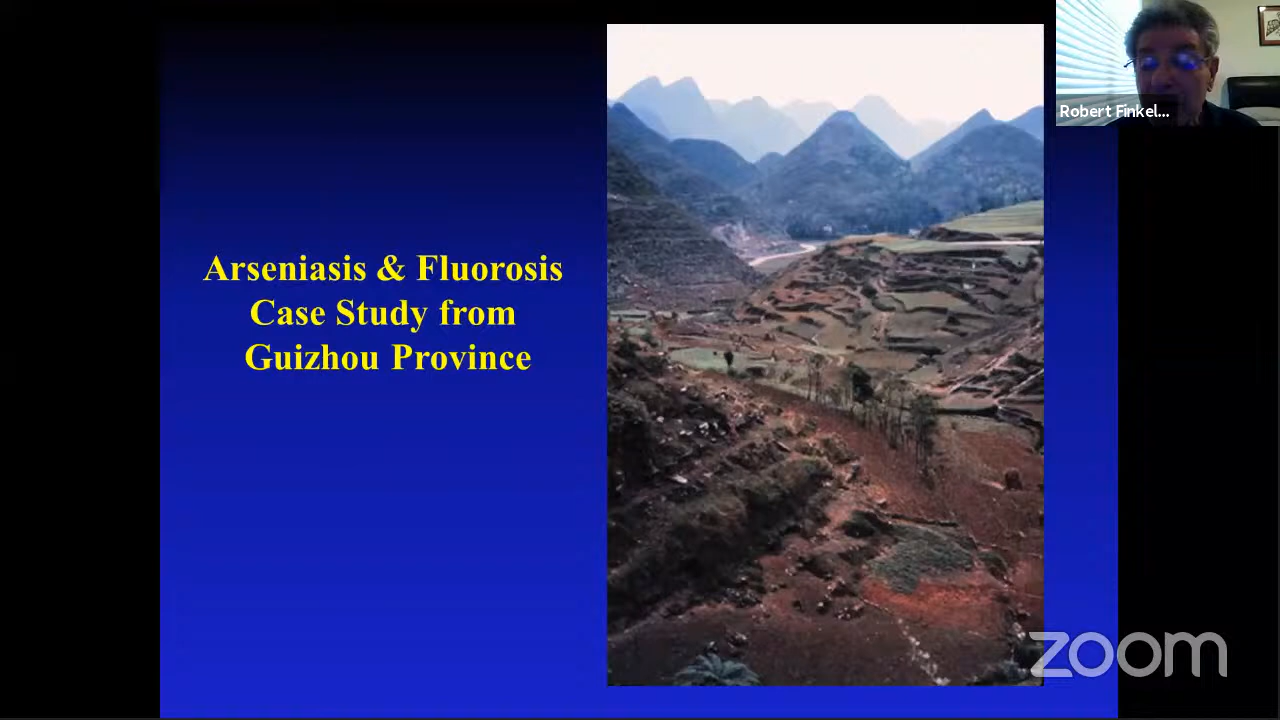 Arseniasis & Fluorosis
Case Study from
Guizhou Province
Robert Finkel...
zoom